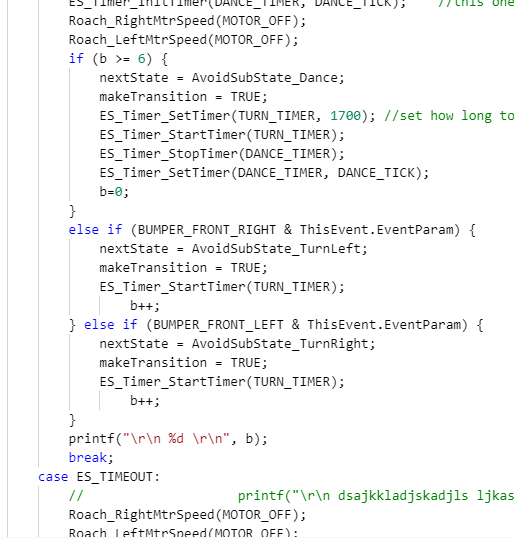 ES_Timer_InitTimer(DANCE_TIMER, DANCE_TICK);    //this one
Roach_RightMtrSpeed(MOTOR_OFF);
Roach_LeftMtrSpeed(MOTOR_OFF);
if (b >= 6) {
nextState = AvoidSubState_Dance;
makeTransition = TRUE;
ES_Timer_SetTimer(TURN_TIMER, 1700); //set how long to
ES_Timer_StartTimer(TURN_TIMER);
ES_Timer_StopTimer(DANCE_TIMER);
ES_Timer_SetTimer(DANCE_TIMER, DANCE_TICK);
b=0;
}
else if (BUMPER_FRONT_RIGHT & ThisEvent.EventParam) {
nextState = AvoidSubState_TurnLeft;
makeTransition = TRUE;
ES_Timer_StartTimer(TURN_TIMER);
b++;
} else if (BUMPER_FRONT_LEFT & ThisEvent.EventParam) {
nextState = AvoidSubState_TurnRight;
makeTransition = TRUE;
ES_Timer_StartTimer(TURN_TIMER);
b++;
}
printf("\r\n %d \r\n", b);
break;
case ES_TIMEOUT:
//                    printf("\r\n dsajkkladjskadjls ljkas
Roach_RightMtrSpeed(MOTOR_OFF);
Roach_LeftMtrSpeed(MOTOR_OFF);